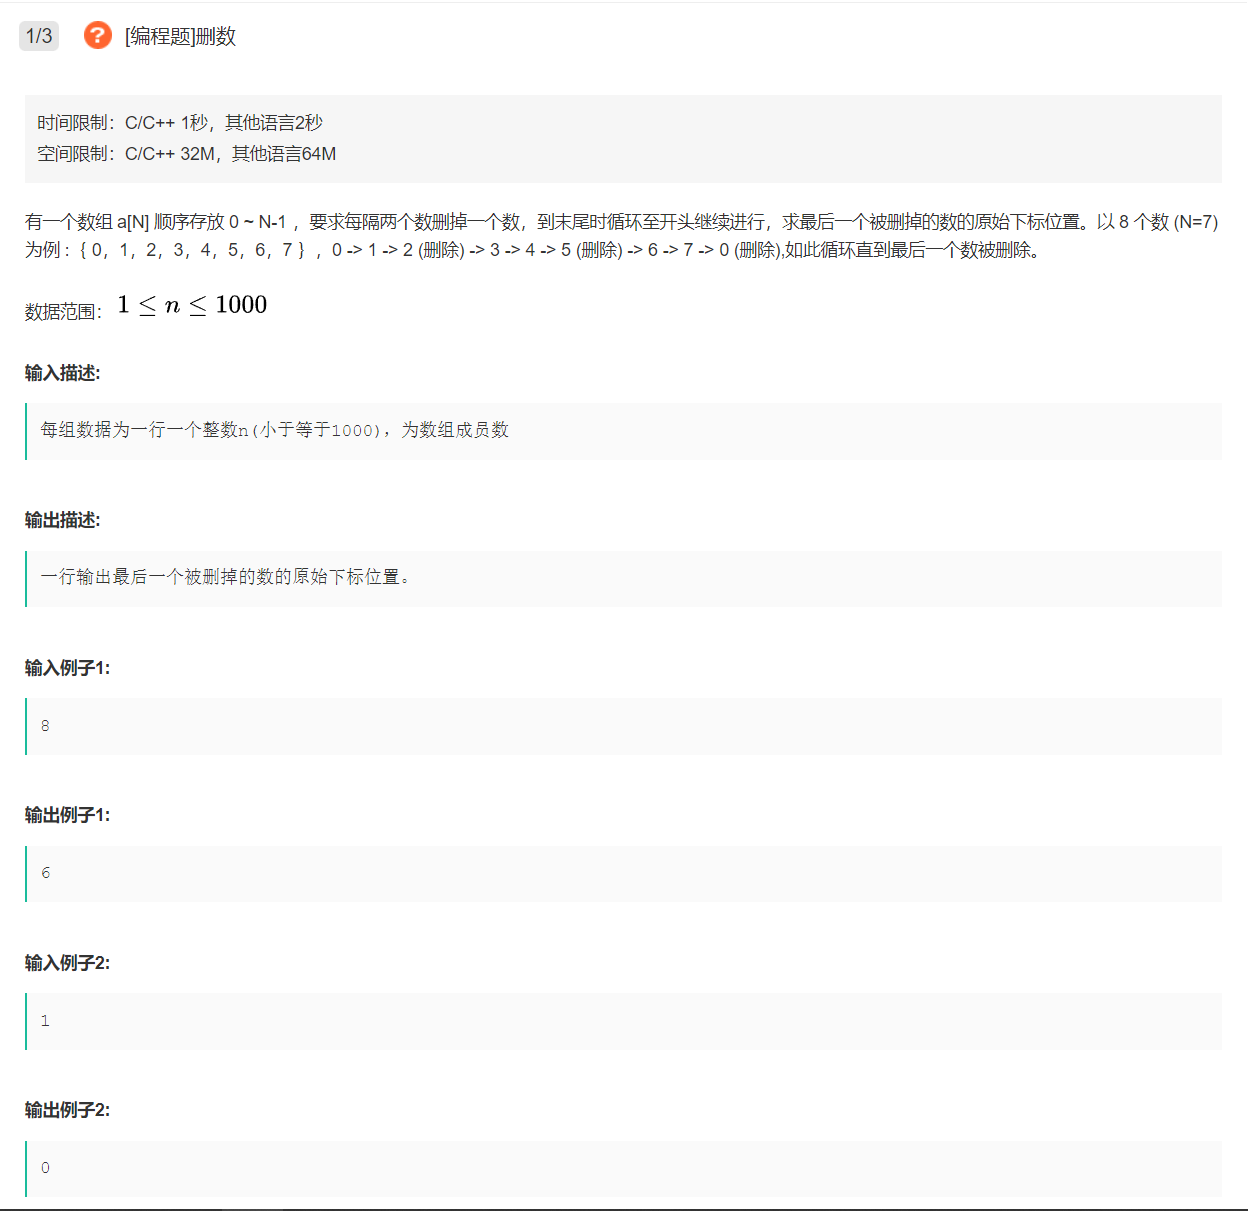 1/3 ? [编程题]删数
时间限制：C/C++ 1秒，其他语言2秒
空间限制：C/C++ 32M，其他语言64M
有一个数组 a[N] 顺序存放 0 ~ N-1 ，要求每隔两个数删掉一个数，到末尾时循环至开头继续进行，求最后一个被删掉的数的原始下标位置。以 8 个数 (N=7)
为例 :｛ 0，1，2，3，4，5，6，7 ｝，0 -> 1 -> 2 (删除) -> 3 -> 4 -> 5 (删除) -> 6 -> 7 -> 0 (删除),如此循环直到最后一个数被删除。
数据范围： 1 ≤ n ≤ 1000
输入描述:
每组数据为一行一个整数n(小于等于1000)，为数组成员数
输出描述:
一行输出最后一个被删掉的数的原始下标位置。
输入例子1:
8
输出例子1:
6
输入例子2:
1
输出例子2:
0